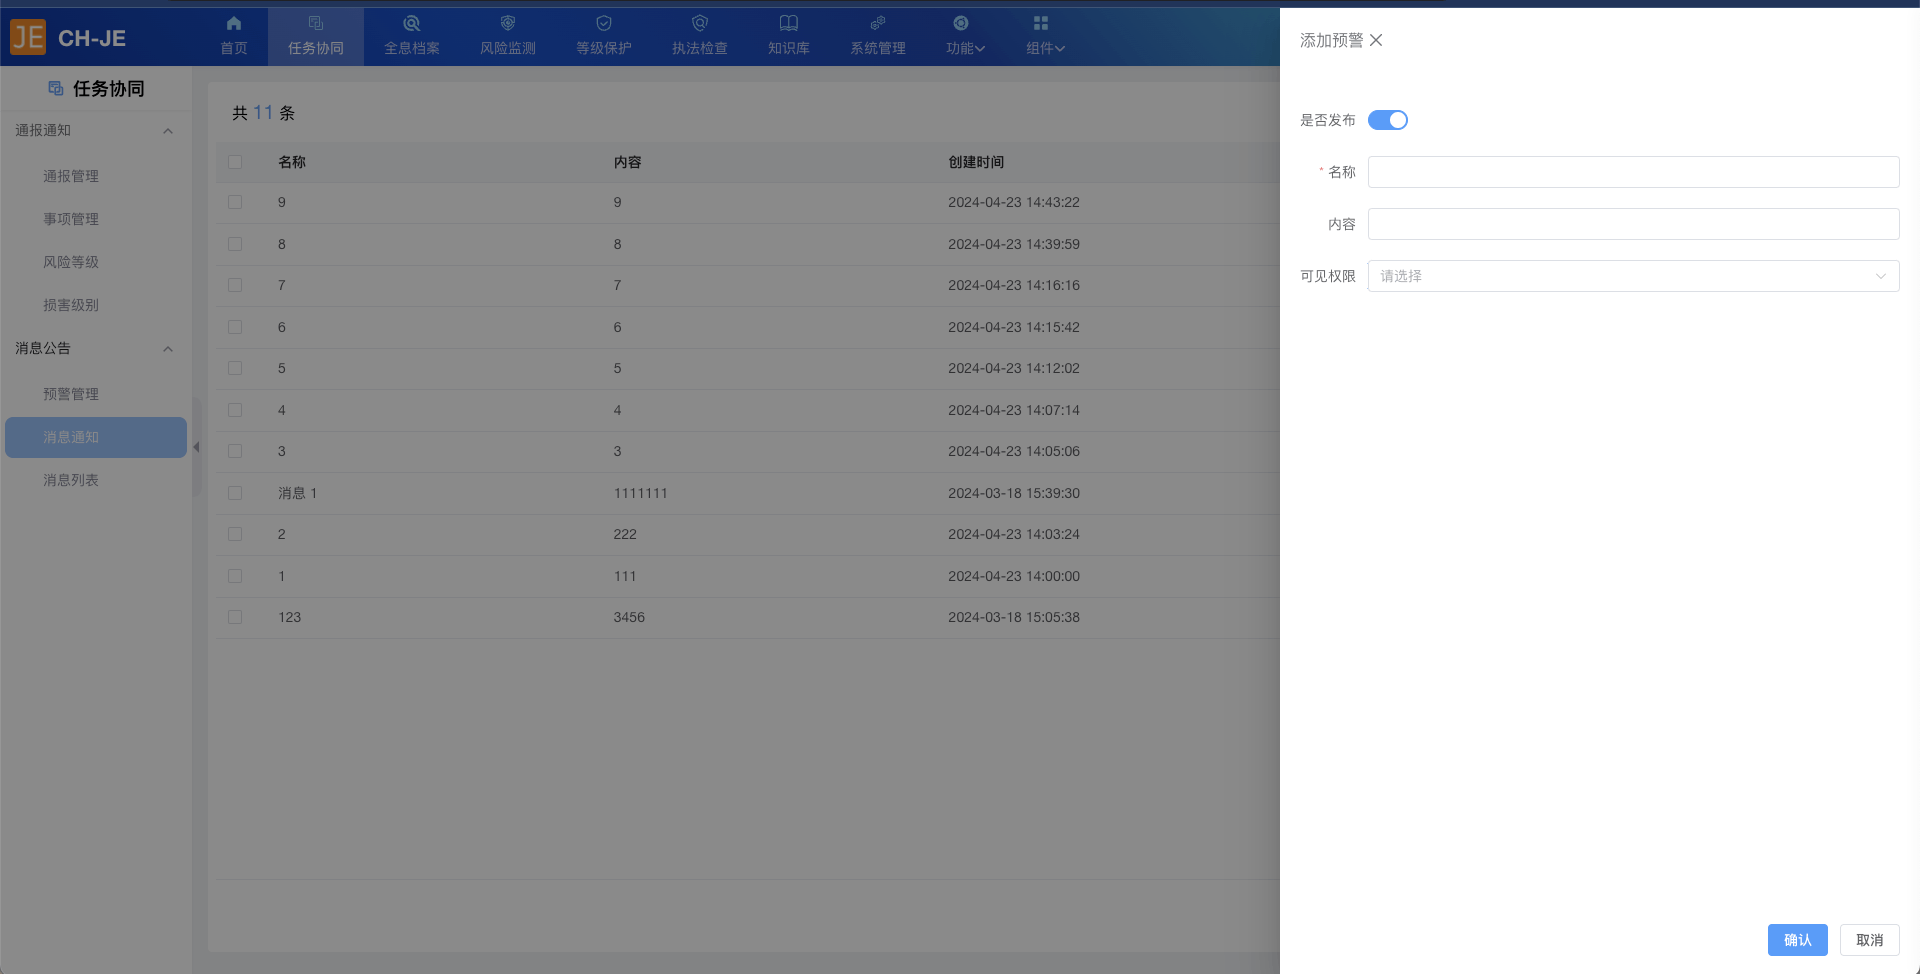 JE CH-JE
首页 任务协同 全息档案 风险监测 等级保护 执法检查 知识库 系统管理 功能 组件
任务协同
通报通知
通报管理
事项管理
风险等级
损害级别
消息公告
预警管理
消息通知
消息列表
共 11 条
名称 内容 创建时间
9 9 2024-04-23 14:43:22
8 8 2024-04-23 14:39:59
7 7 2024-04-23 14:16:16
6 6 2024-04-23 14:15:42
5 5 2024-04-23 14:12:02
4 4 2024-04-23 14:07:14
3 3 2024-04-23 14:05:06
消息 1 1111111 2024-03-18 15:39:30
2 222 2024-04-23 14:03:24
1 111 2024-04-23 14:00:00
123 3456 2024-03-18 15:05:38
添加预警
是否发布
* 名称
内容
可见权限 请选择
确认 取消